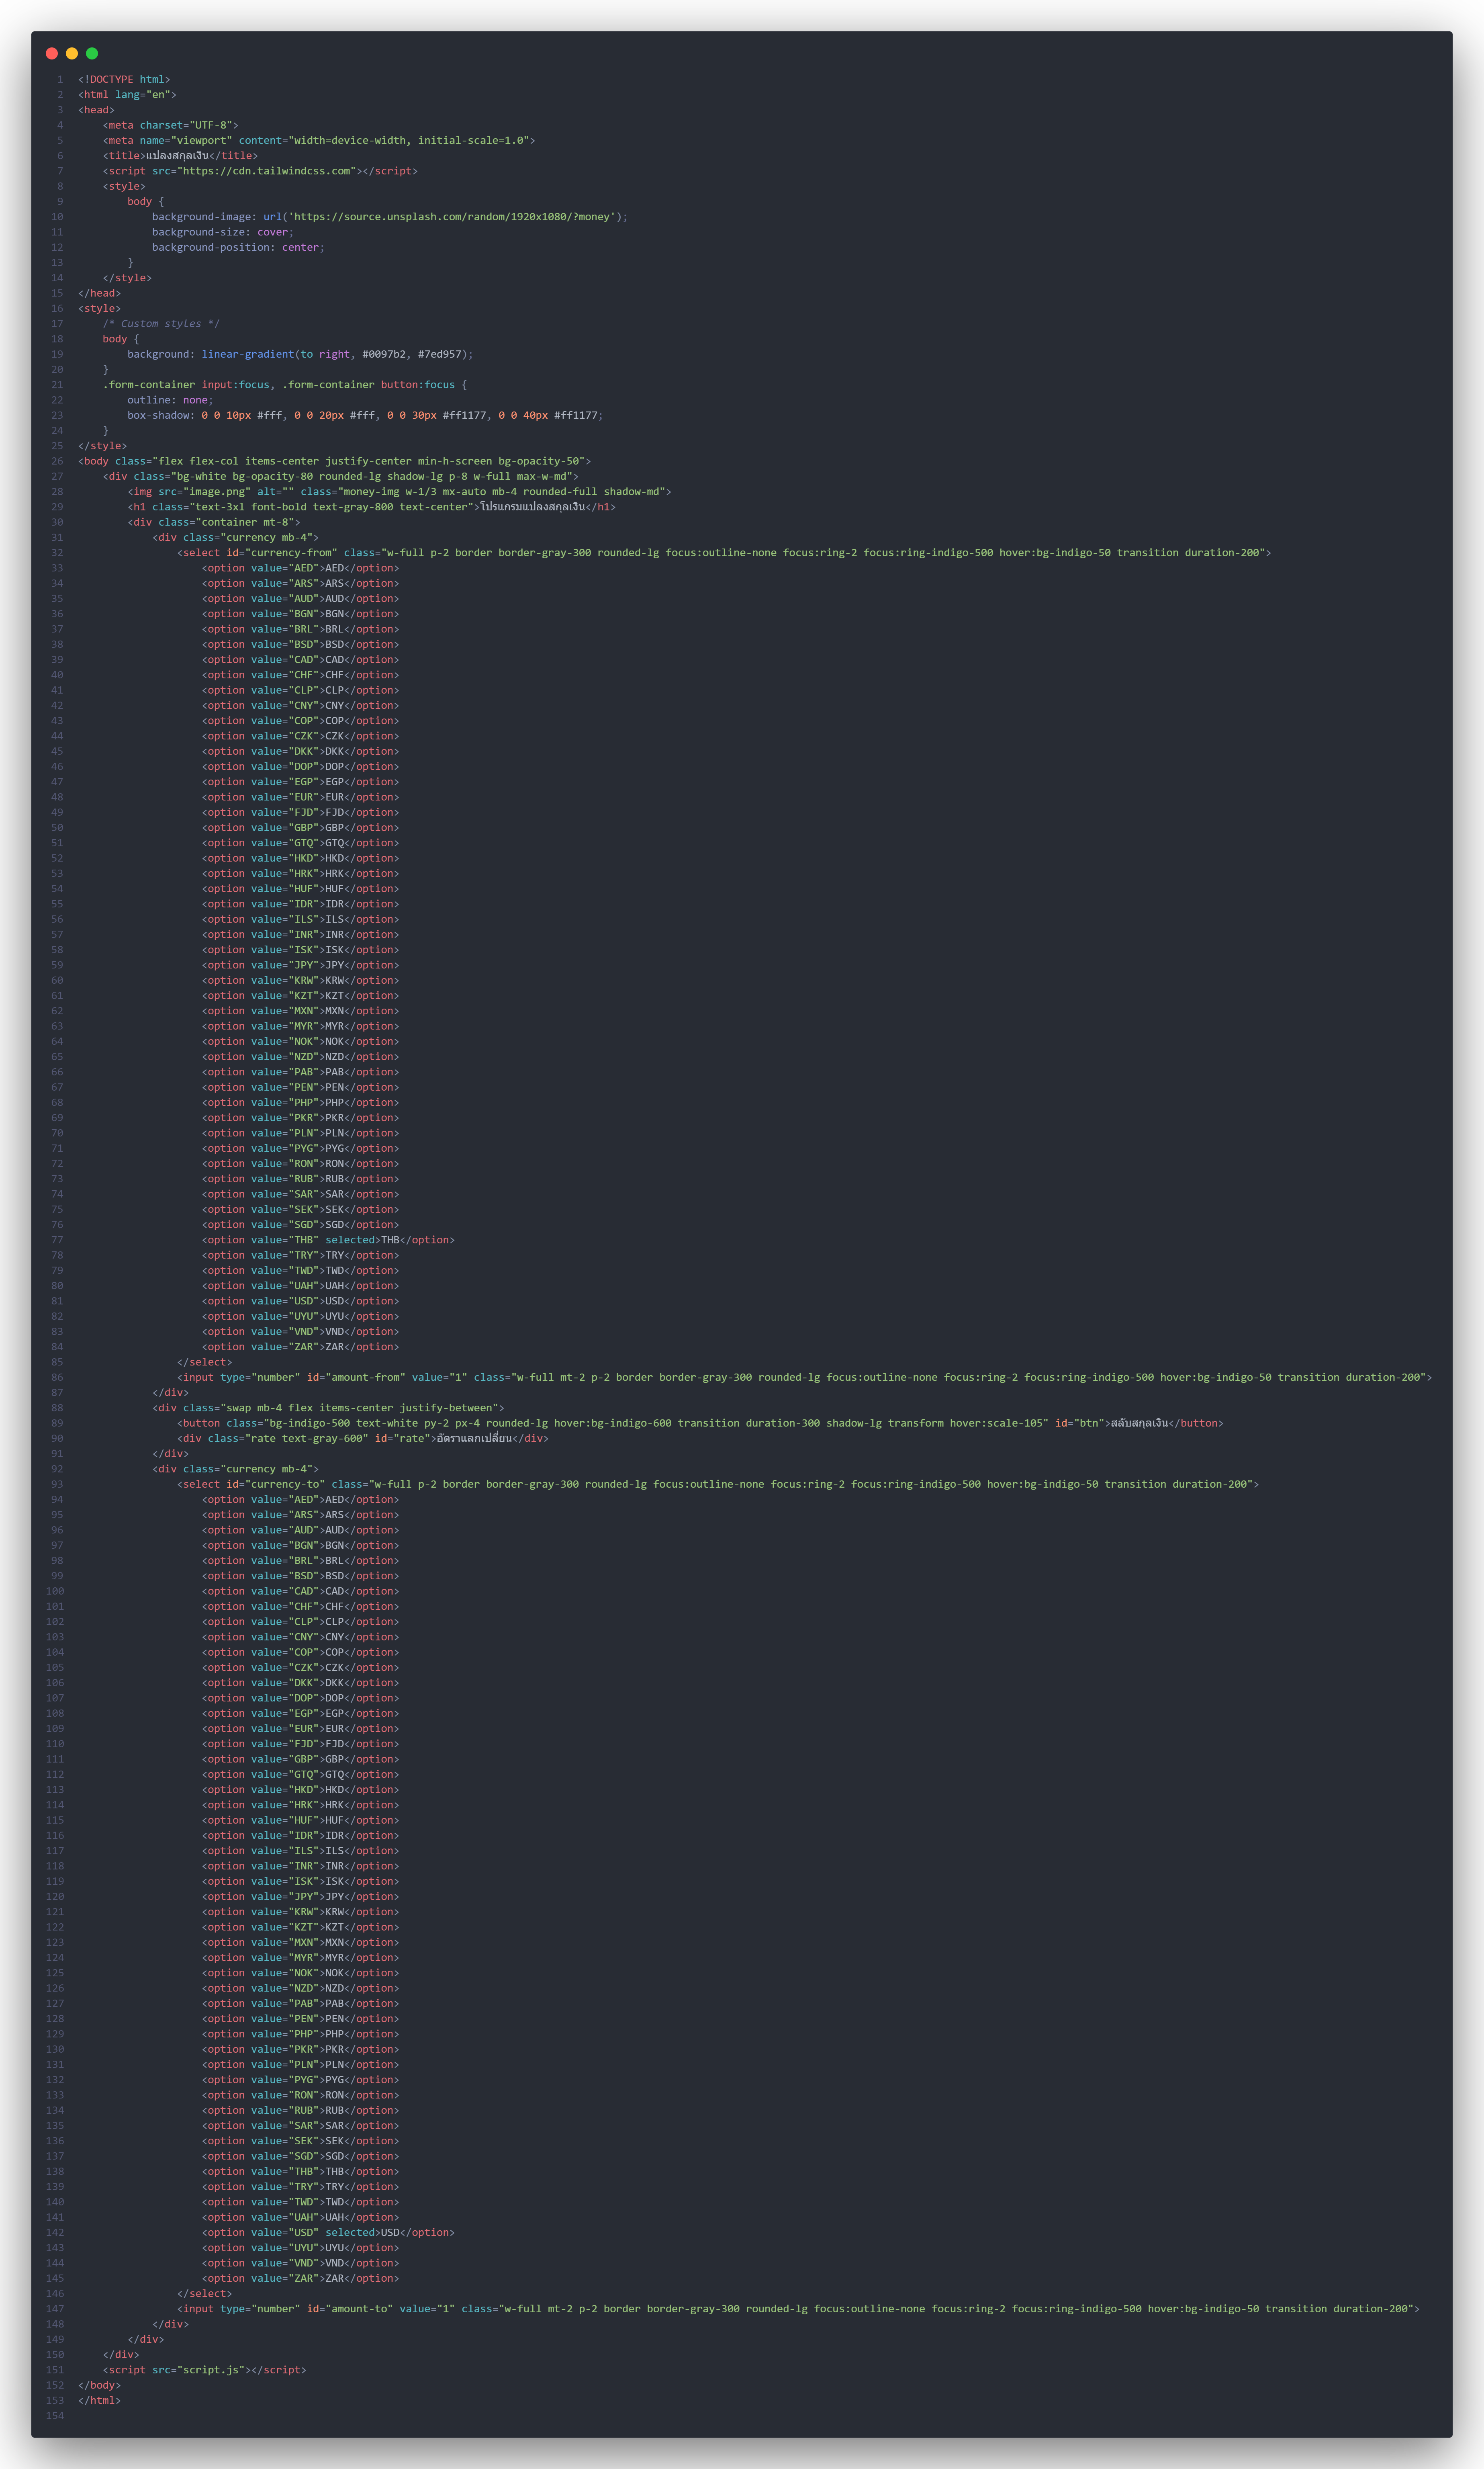 1 <!DOCTYPE html>
2 <html lang="en">
3 <head>
4     <meta charset="UTF-8">
5     <meta name="viewport" content="width=device-width, initial-scale=1.0">
6     <title>แปลงสกุลเงิน</title>
7     <script src="https://cdn.tailwindcss.com"></script>
8     <style>
9         body {
10             background-image: url('https://source.unsplash.com/random/1920x1080/?money');
11             background-size: cover;
12             background-position: center;
13         }
14     </style>
15 </head>
16 <style>
17     /* Custom styles */
18     body {
19         background: linear-gradient(to right, #0097b2, #7ed957);
20     }
21     .form-container input:focus, .form-container button:focus {
22         outline: none;
23         box-shadow: 0 0 10px #fff, 0 0 20px #fff, 0 0 30px #ff1177, 0 0 40px #ff1177;
24     }
25 </style>
26 <body class="flex flex-col items-center justify-center min-h-screen bg-opacity-50">
27     <div class="bg-white bg-opacity-80 rounded-lg shadow-lg p-8 w-full max-w-md">
28         <img src="image.png" alt="" class="money-img w-1/3 mx-auto mb-4 rounded-full shadow-md">
29         <h1 class="text-3xl font-bold text-gray-800 text-center">โปรแกรมแปลงสกุลเงิน</h1>
30         <div class="container mt-8">
31             <div class="currency mb-4">
32                 <select id="currency-from" class="w-full p-2 border border-gray-300 rounded-lg focus:outline-none focus:ring-2 focus:ring-indigo-500 hover:bg-indigo-50 transition duration-200">
33                     <option value="AED">AED</option>
34                     <option value="ARS">ARS</option>
35                     <option value="AUD">AUD</option>
36                     <option value="BGN">BGN</option>
37                     <option value="BRL">BRL</option>
38                     <option value="BSD">BSD</option>
39                     <option value="CAD">CAD</option>
40                     <option value="CHF">CHF</option>
41                     <option value="CLP">CLP</option>
42                     <option value="CNY">CNY</option>
43                     <option value="COP">COP</option>
44                     <option value="CZK">CZK</option>
45                     <option value="DKK">DKK</option>
46                     <option value="DOP">DOP</option>
47                     <option value="EGP">EGP</option>
48                     <option value="EUR">EUR</option>
49                     <option value="FJD">FJD</option>
50                     <option value="GBP">GBP</option>
51                     <option value="GTQ">GTQ</option>
52                     <option value="HKD">HKD</option>
53                     <option value="HRK">HRK</option>
54                     <option value="HUF">HUF</option>
55                     <option value="IDR">IDR</option>
56                     <option value="ILS">ILS</option>
57                     <option value="INR">INR</option>
58                     <option value="ISK">ISK</option>
59                     <option value="JPY">JPY</option>
60                     <option value="KRW">KRW</option>
61                     <option value="KZT">KZT</option>
62                     <option value="MXN">MXN</option>
63                     <option value="MYR">MYR</option>
64                     <option value="NOK">NOK</option>
65                     <option value="NZD">NZD</option>
66                     <option value="PAB">PAB</option>
67                     <option value="PEN">PEN</option>
68                     <option value="PHP">PHP</option>
69                     <option value="PKR">PKR</option>
70                     <option value="PLN">PLN</option>
71                     <option value="PYG">PYG</option>
72                     <option value="RON">RON</option>
73                     <option value="RUB">RUB</option>
74                     <option value="SAR">SAR</option>
75                     <option value="SEK">SEK</option>
76                     <option value="SGD">SGD</option>
77                     <option value="THB" selected>THB</option>
78                     <option value="TRY">TRY</option>
79                     <option value="TWD">TWD</option>
80                     <option value="UAH">UAH</option>
81                     <option value="USD">USD</option>
82                     <option value="UYU">UYU</option>
83                     <option value="VND">VND</option>
84                     <option value="ZAR">ZAR</option>
85                 </select>
86                 <input type="number" id="amount-from" value="1" class="w-full mt-2 p-2 border border-gray-300 rounded-lg focus:outline-none focus:ring-2 focus:ring-indigo-500 hover:bg-indigo-50 transition duration-200">
87             </div>
88             <div class="swap mb-4 flex items-center justify-between">
89                 <button class="bg-indigo-500 text-white py-2 px-4 rounded-lg hover:bg-indigo-600 transition duration-300 shadow-lg transform hover:scale-105" id="btn">สลับสกุลเงิน</button>
90                 <div class="rate text-gray-600" id="rate">อัตราแลกเปลี่ยน</div>
91             </div>
92             <div class="currency mb-4">
93                 <select id="currency-to" class="w-full p-2 border border-gray-300 rounded-lg focus:outline-none focus:ring-2 focus:ring-indigo-500 hover:bg-indigo-50 transition duration-200">
94                     <option value="AED">AED</option>
95                     <option value="ARS">ARS</option>
96                     <option value="AUD">AUD</option>
97                     <option value="BGN">BGN</option>
98                     <option value="BRL">BRL</option>
99                     <option value="BSD">BSD</option>
100                     <option value="CAD">CAD</option>
101                     <option value="CHF">CHF</option>
102                     <option value="CLP">CLP</option>
103                     <option value="CNY">CNY</option>
104                     <option value="COP">COP</option>
105                     <option value="CZK">CZK</option>
106                     <option value="DKK">DKK</option>
107                     <option value="DOP">DOP</option>
108                     <option value="EGP">EGP</option>
109                     <option value="EUR">EUR</option>
110                     <option value="FJD">FJD</option>
111                     <option value="GBP">GBP</option>
112                     <option value="GTQ">GTQ</option>
113                     <option value="HKD">HKD</option>
114                     <option value="HRK">HRK</option>
115                     <option value="HUF">HUF</option>
116                     <option value="IDR">IDR</option>
117                     <option value="ILS">ILS</option>
118                     <option value="INR">INR</option>
119                     <option value="ISK">ISK</option>
120                     <option value="JPY">JPY</option>
121                     <option value="KRW">KRW</option>
122                     <option value="KZT">KZT</option>
123                     <option value="MXN">MXN</option>
124                     <option value="MYR">MYR</option>
125                     <option value="NOK">NOK</option>
126                     <option value="NZD">NZD</option>
127                     <option value="PAB">PAB</option>
128                     <option value="PEN">PEN</option>
129                     <option value="PHP">PHP</option>
130                     <option value="PKR">PKR</option>
131                     <option value="PLN">PLN</option>
132                     <option value="PYG">PYG</option>
133                     <option value="RON">RON</option>
134                     <option value="RUB">RUB</option>
135                     <option value="SAR">SAR</option>
136                     <option value="SEK">SEK</option>
137                     <option value="SGD">SGD</option>
138                     <option value="THB">THB</option>
139                     <option value="TRY">TRY</option>
140                     <option value="TWD">TWD</option>
141                     <option value="UAH">UAH</option>
142                     <option value="USD" selected>USD</option>
143                     <option value="UYU">UYU</option>
144                     <option value="VND">VND</option>
145                     <option value="ZAR">ZAR</option>
146                 </select>
147                 <input type="number" id="amount-to" value="1" class="w-full mt-2 p-2 border border-gray-300 rounded-lg focus:outline-none focus:ring-2 focus:ring-indigo-500 hover:bg-indigo-50 transition duration-200">
148             </div>
149         </div>
150     </div>
151     <script src="script.js"></script>
152 </body>
153 </html>
154